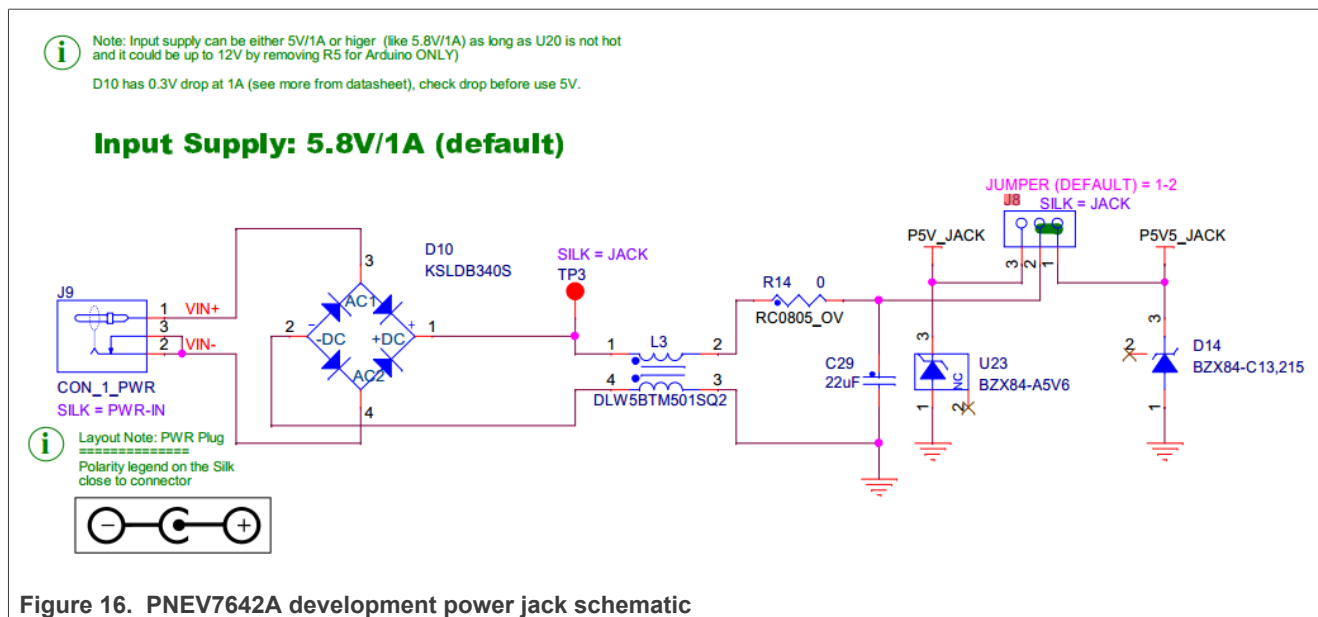 Note: Input supply can be either 5V/1A or higer (like 5.8V/1A) as long as U20 is not hot
and it could be up to 12V by removing R5 for Arduino ONLY)
D10 has 0.3V drop at 1A (see more from datasheet), check drop before use 5V.
Input Supply: 5.8V/1A (default)
JUMPER (DEFAULT) = 1-2
J8
SILK = JACK
P5V_JACK
P5V5_JACK
3
2
1
D10
KSLDB340S
SILK = JACK
TP3
3
AC1
2
-
-DC
+
+DC
1
AC2
4
J9
1
VIN+
3
2
VIN-
CON_1_PWR
SILK = PWR-IN
R14 0
RC0805_OV
1
L3
2
4
3
DLW5BTM501SQ2
C29
22uF
3
U23
BZX84-A5V6
NC
1
2
3
2
D14
BZX84-C13,215
1
i
Layout Note: PWR Plug
==============
Polarity legend on the Silk
close to connector
i
− +
Figure 16. PNEV7642A development power jack schematic